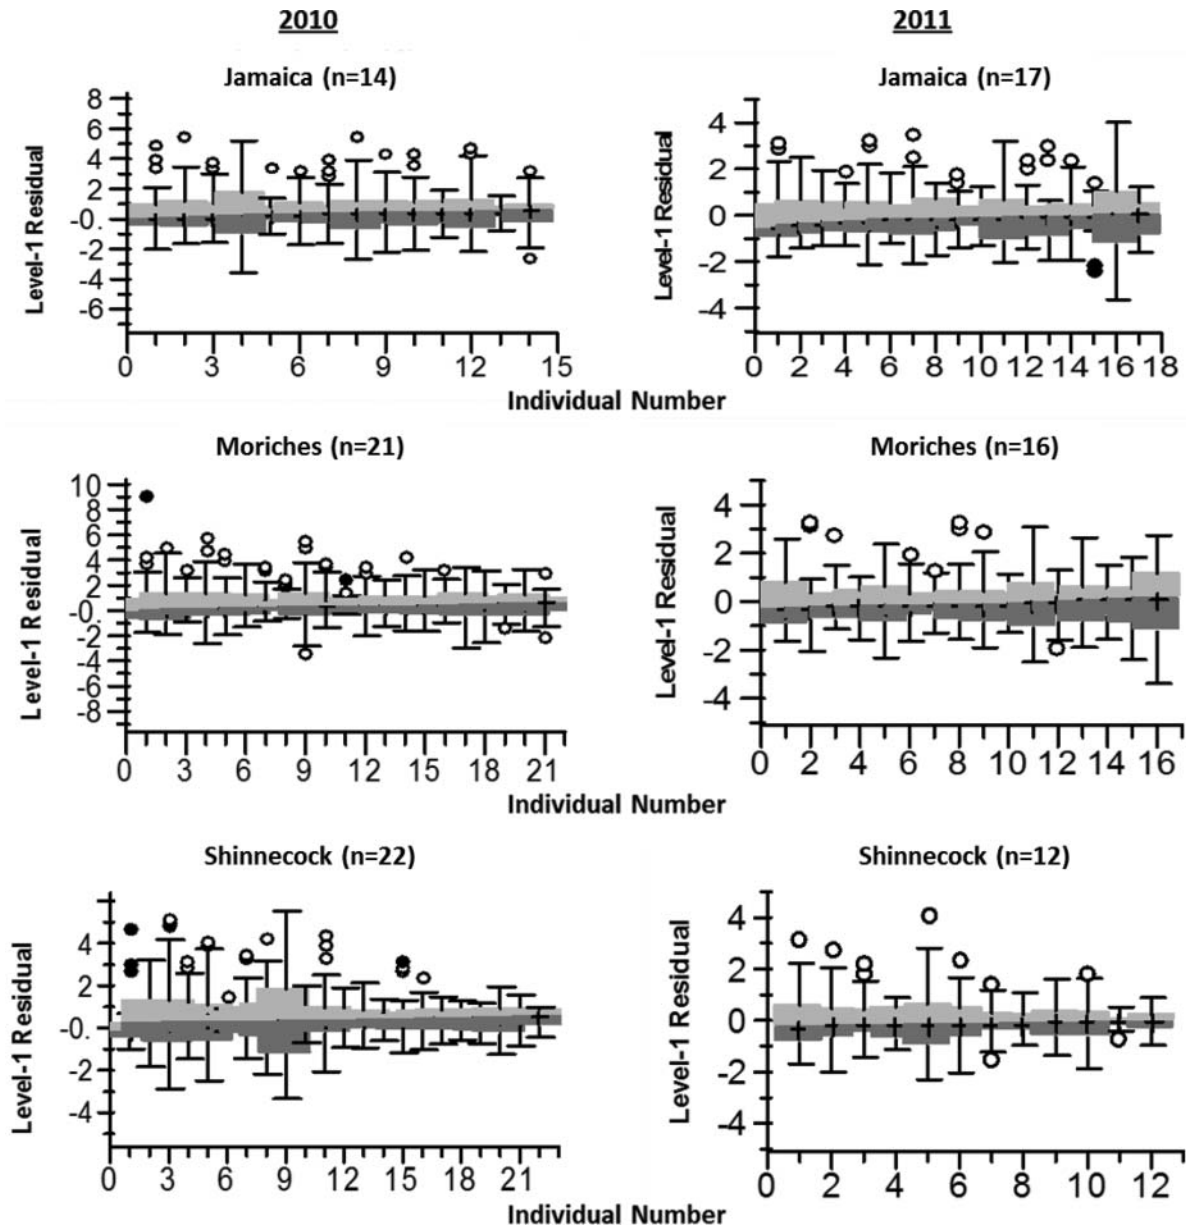 2010 2011
Jamaica (n=14) Jamaica (n=17)
Level-1 Residual
8
6
4
2
-0
-2
-4
-6
0 3 6 9 12 15
Level-1 Residual
4
2
0
-2
-4
0 2 4 6 8 10 12 14 16 18
Individual Number
Moriches (n=21) Moriches (n=16)
Level-1 Residual
10
8
6
4
2
-0
-2
-4
-6
-8
0 3 6 9 12 15 18 21
Level-1 Residual
4
2
0
-2
-4
0 2 4 6 8 10 12 14 16
Individual Number
Shinnecock (n=22) Shinnecock (n=12)
Level-1 Residual
4
2
-0
-2
-4
0 3 6 9 12 15 18 21
Level-1 Residual
4
2
0
-2
-4
0 2 4 6 8 10 12
Individual Number